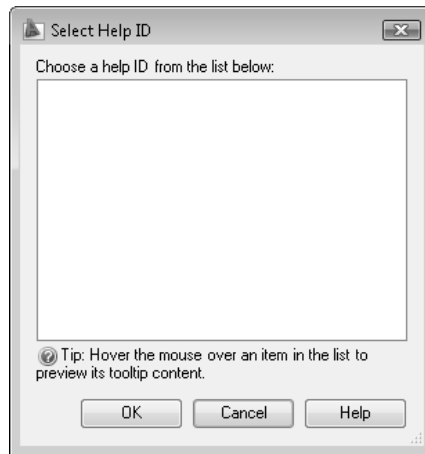 Select Help ID
Choose a help ID from the list below:
Tip: Hover the mouse over an item in the list to
preview its tooltip content.
OK Cancel Help